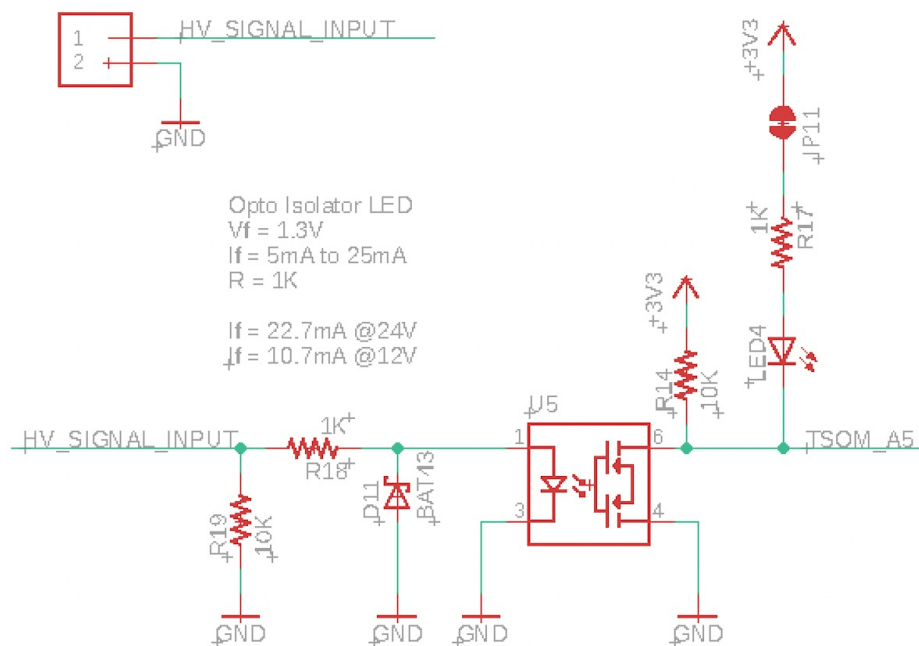 1
2
HV_SIGNAL_INPUT
GND
+3V3
JP11
1K
R17
Opto Isolator LED
Vf = 1.3V
If = 5mA to 25mA
R = 1K
If = 22.7mA @24V
If = 10.7mA @12V
+3V3
R14
10K
LED4
HV_SIGNAL_INPUT
1K
R18
D11
BAT43
R19
10K
U5
1
3
6
4
TSOM_A5
GND
GND
GND
GND